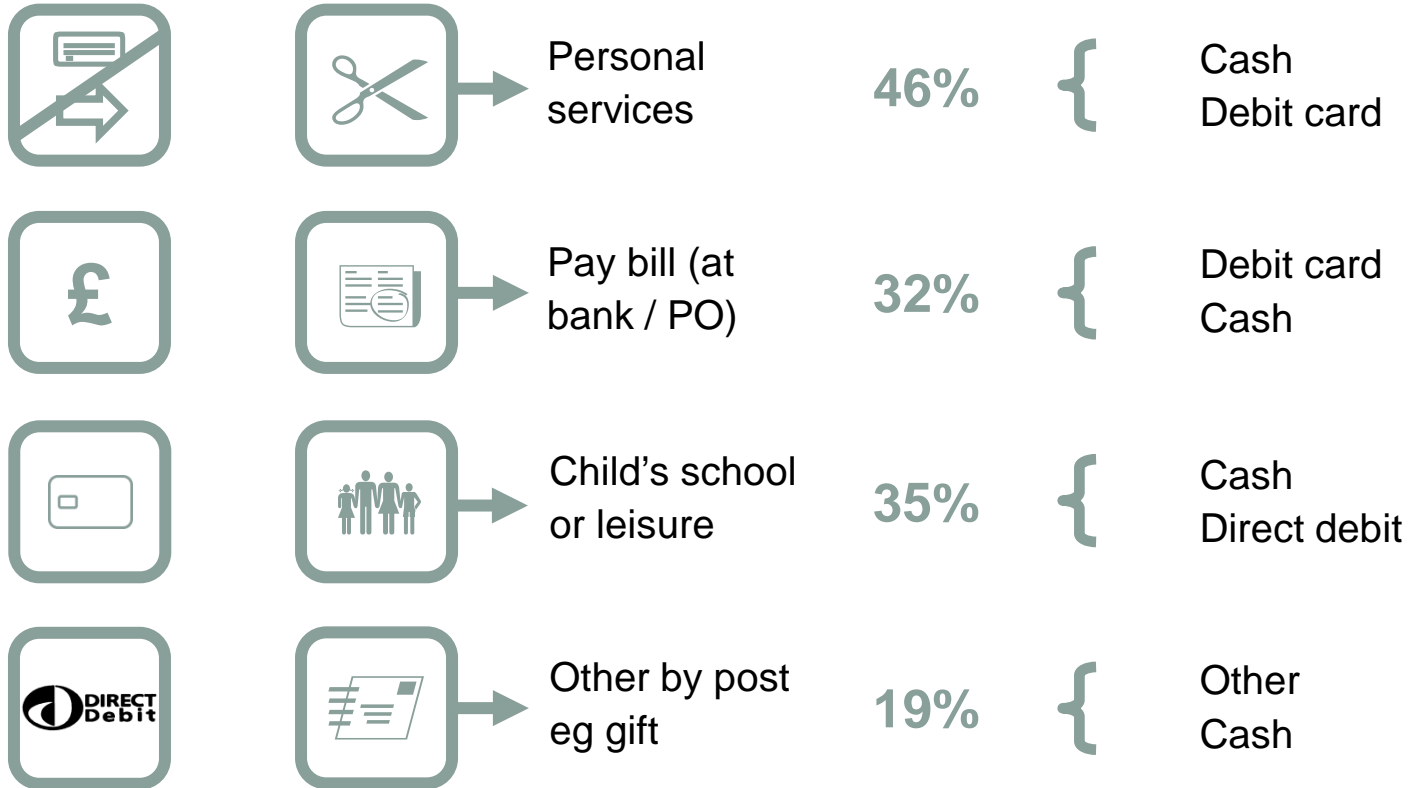 Personal
services
46%
Cash
Debit card
£
Pay bill (at
bank / PO)
32%
Debit card
Cash
Child’s school
or leisure
35%
Cash
Direct debit
DIRECT
Debit
Other by post
eg gift
19%
Other
Cash